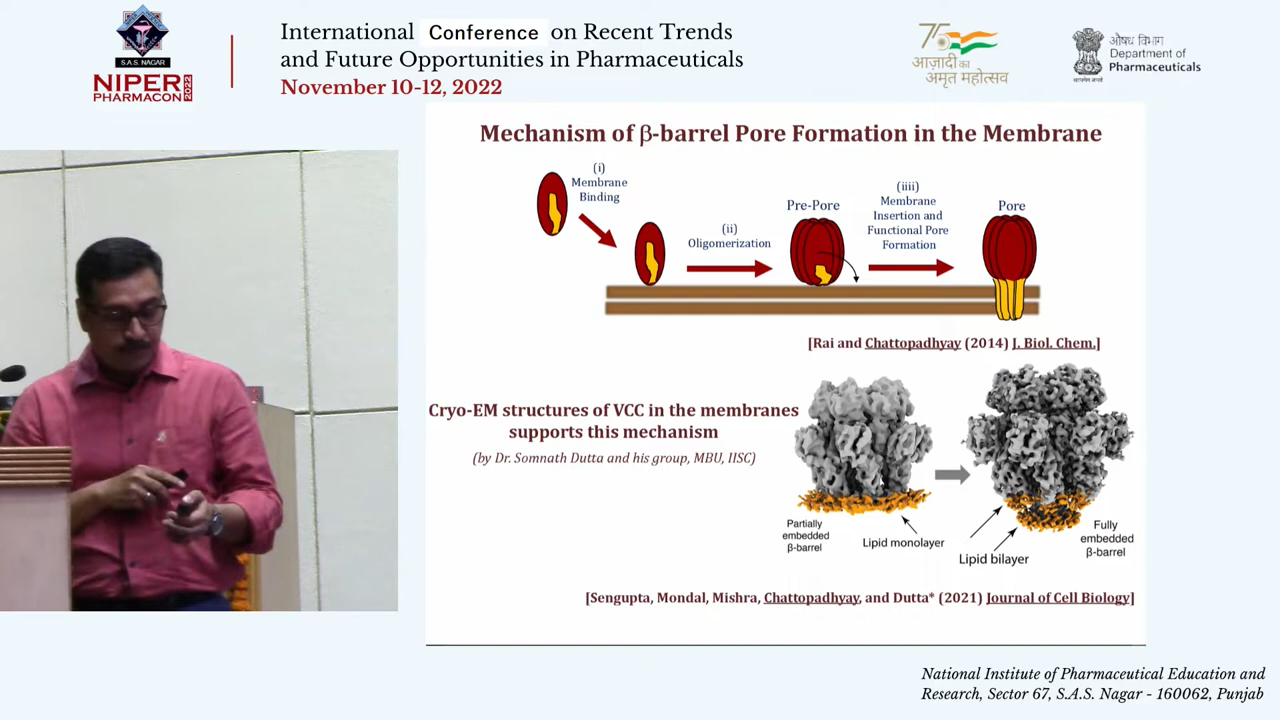 S.A.S. NAGAR
NIPER
PHARMACON 2022
International Conference on Recent Trends
and Future Opportunities in Pharmaceuticals
November 10-12, 2022
75
आज़ादी का
अमृत महोत्सव
सत्यमेव जयते
औषध विभाग
Department of
Pharmaceuticals
Mechanism of β-barrel Pore Formation in the Membrane
(i)
Membrane
Binding
(ii)
Oligomerization
Pre-Pore
(iiii)
Membrane
Insertion and
Functional Pore
Formation
Pore
[Rai and Chattopadhyay (2014) J. Biol. Chem.]
Cryo-EM structures of VCC in the membranes
supports this mechanism
(by Dr. Somnath Dutta and his group, MBU, IISC)
Partially
embedded
β-barrel
Lipid monolayer
Lipid bilayer
Fully
embedded
β-barrel
[Sengupta, Mondal, Mishra, Chattopadhyay, and Dutta* (2021) Journal of Cell Biology]
National Institute of Pharmaceutical Education and
Research, Sector 67, S.A.S. Nagar - 160062, Punjab